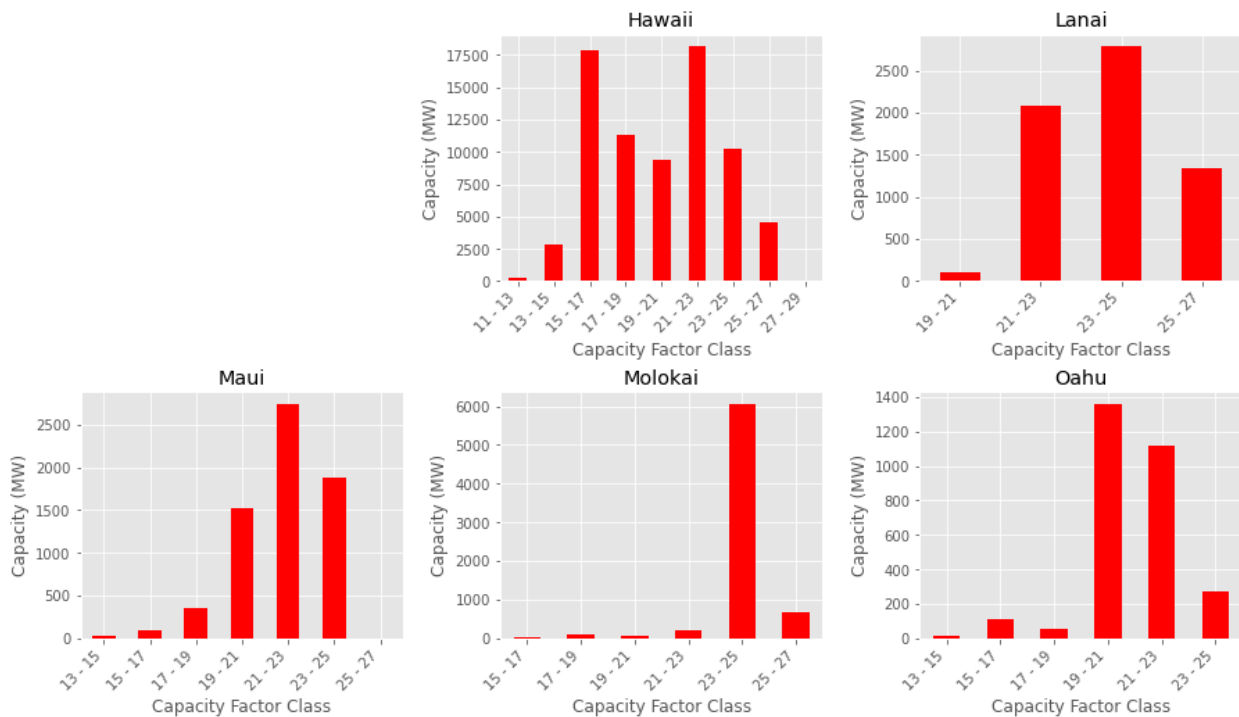 Hawaii
Capacity (MW)
17500
15000
12500
10000
7500
5000
2500
0
11 - 13
13 - 15
15 - 17
17 - 19
19 - 21
21 - 23
23 - 25
25 - 27
27 - 29
Capacity Factor Class
Lanai
Capacity (MW)
2500
2000
1500
1000
500
0
19 - 21
21 - 23
23 - 25
25 - 27
Capacity Factor Class
Maui
Capacity (MW)
2500
2000
1500
1000
500
0
13 - 15
15 - 17
17 - 19
19 - 21
21 - 23
23 - 25
25 - 27
Capacity Factor Class
Molokai
Capacity (MW)
6000
5000
4000
3000
2000
1000
0
15 - 17
17 - 19
19 - 21
21 - 23
23 - 25
25 - 27
Capacity Factor Class
Oahu
Capacity (MW)
1400
1200
1000
800
600
400
200
0
13 - 15
15 - 17
17 - 19
19 - 21
21 - 23
23 - 25
Capacity Factor Class